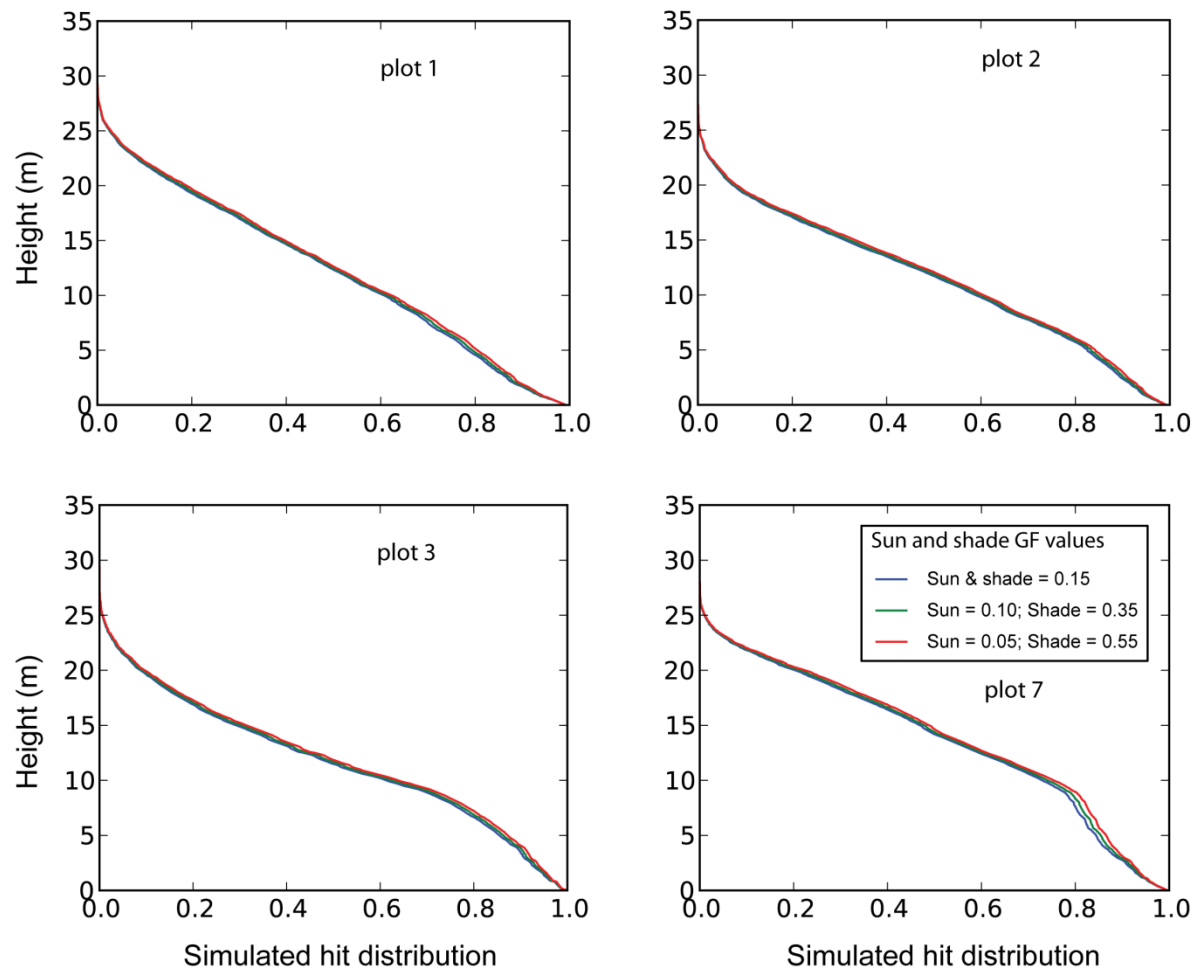 35
30
25
20
15
10
5
0
Height (m)
plot 1
0.0 0.2 0.4 0.6 0.8 1.0
35
30
25
20
15
10
5
0
plot 2
0.0 0.2 0.4 0.6 0.8 1.0
35
30
25
20
15
10
5
0
Height (m)
plot 3
0.0 0.2 0.4 0.6 0.8 1.0
Simulated hit distribution
35
30
25
20
15
10
5
0
Sun and shade GF values
Sun & shade = 0.15
Sun = 0.10; Shade = 0.35
Sun = 0.05; Shade = 0.55
plot 7
0.0 0.2 0.4 0.6 0.8 1.0
Simulated hit distribution